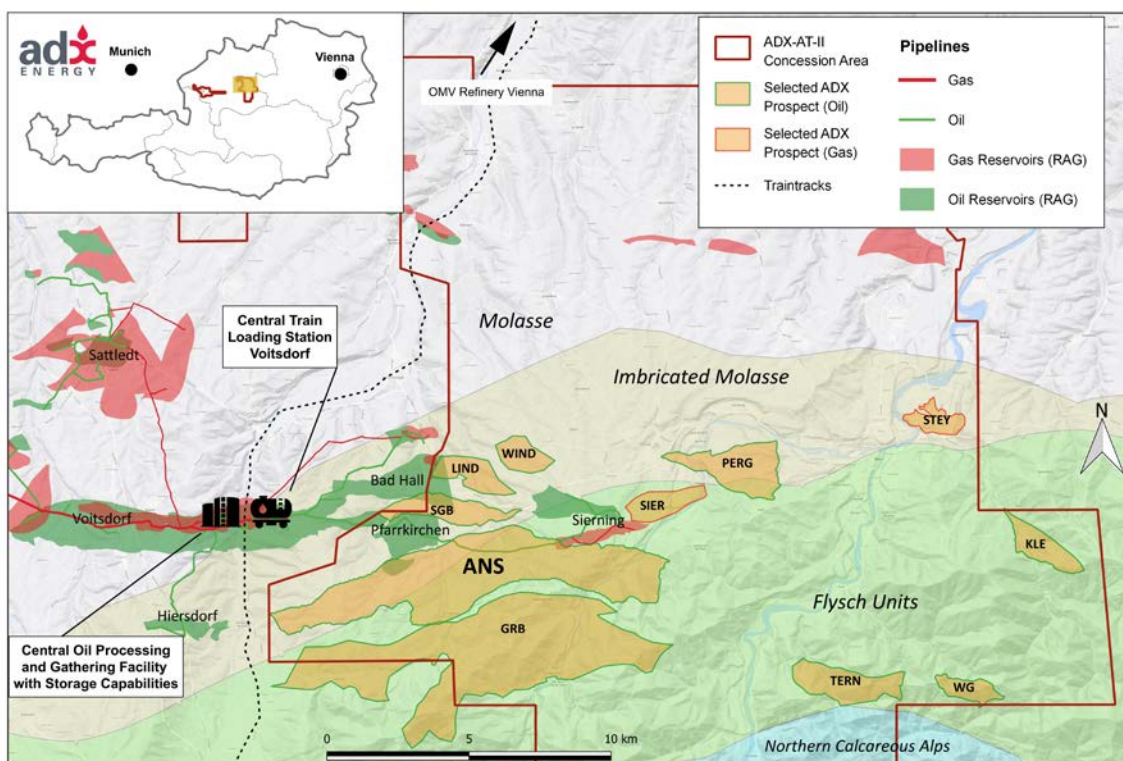 adx
ENERGY
Munich
Vienna
OMV Refinery Vienna
ADX-AT-II
Concession Area
Selected ADX
Prospect (Oil)
Selected ADX
Prospect (Gas)
Traintracks
Pipelines
Gas
Oil
Gas Reservoirs (RAG)
Oil Reservoirs (RAG)
Central Train
Loading Station
Voitsdorf
Molasse
Imbricated Molasse
Sattledt
STEY
N
WIND
LIND
PERG
Bad Hall
SIER
SGB
Voitsdorf
Pfarrkirchen
Sierning
KLE
ANS
Flysch Units
Hiersdorf
GRB
Central Oil Processing
and Gathering Facility
with Storage Capabilities
TERN
WG
0
5
10 km
Northern Calcareous Alps